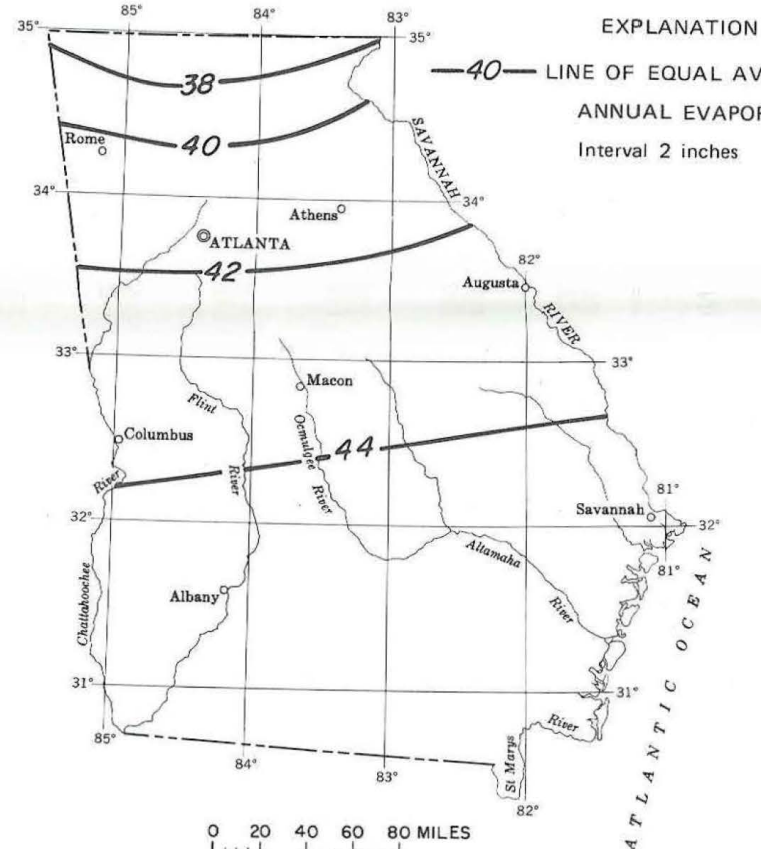 85°
84°
83°
35°
35°
EXPLANATION
40 LINE OF EQUAL AV
ANNUAL EVAPOR
Interval 2 inches
38
40
Rome
SAVANNAH
34°
34°
Athens
ATLANTA
42
82°
Augusta
RIVER
33°
33°
Macon
Flint
Columbus
Ocmulgee
44
River
River
River
81°
Savannah
32°
32°
Altamaha
81°
Albany
River
Chattahoochee
ATLANTIC OCEAN
31°
31°
River
85°
St Marys
84°
83°
82°
0 20 40 60 80 MILES